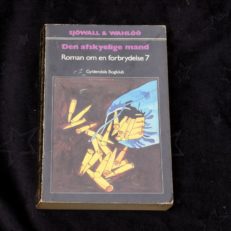 SJÖWALL & WAHLÖÖ
Den afskyelige mand
Roman om en forbrydelse 7
Gyldendals Bogklub